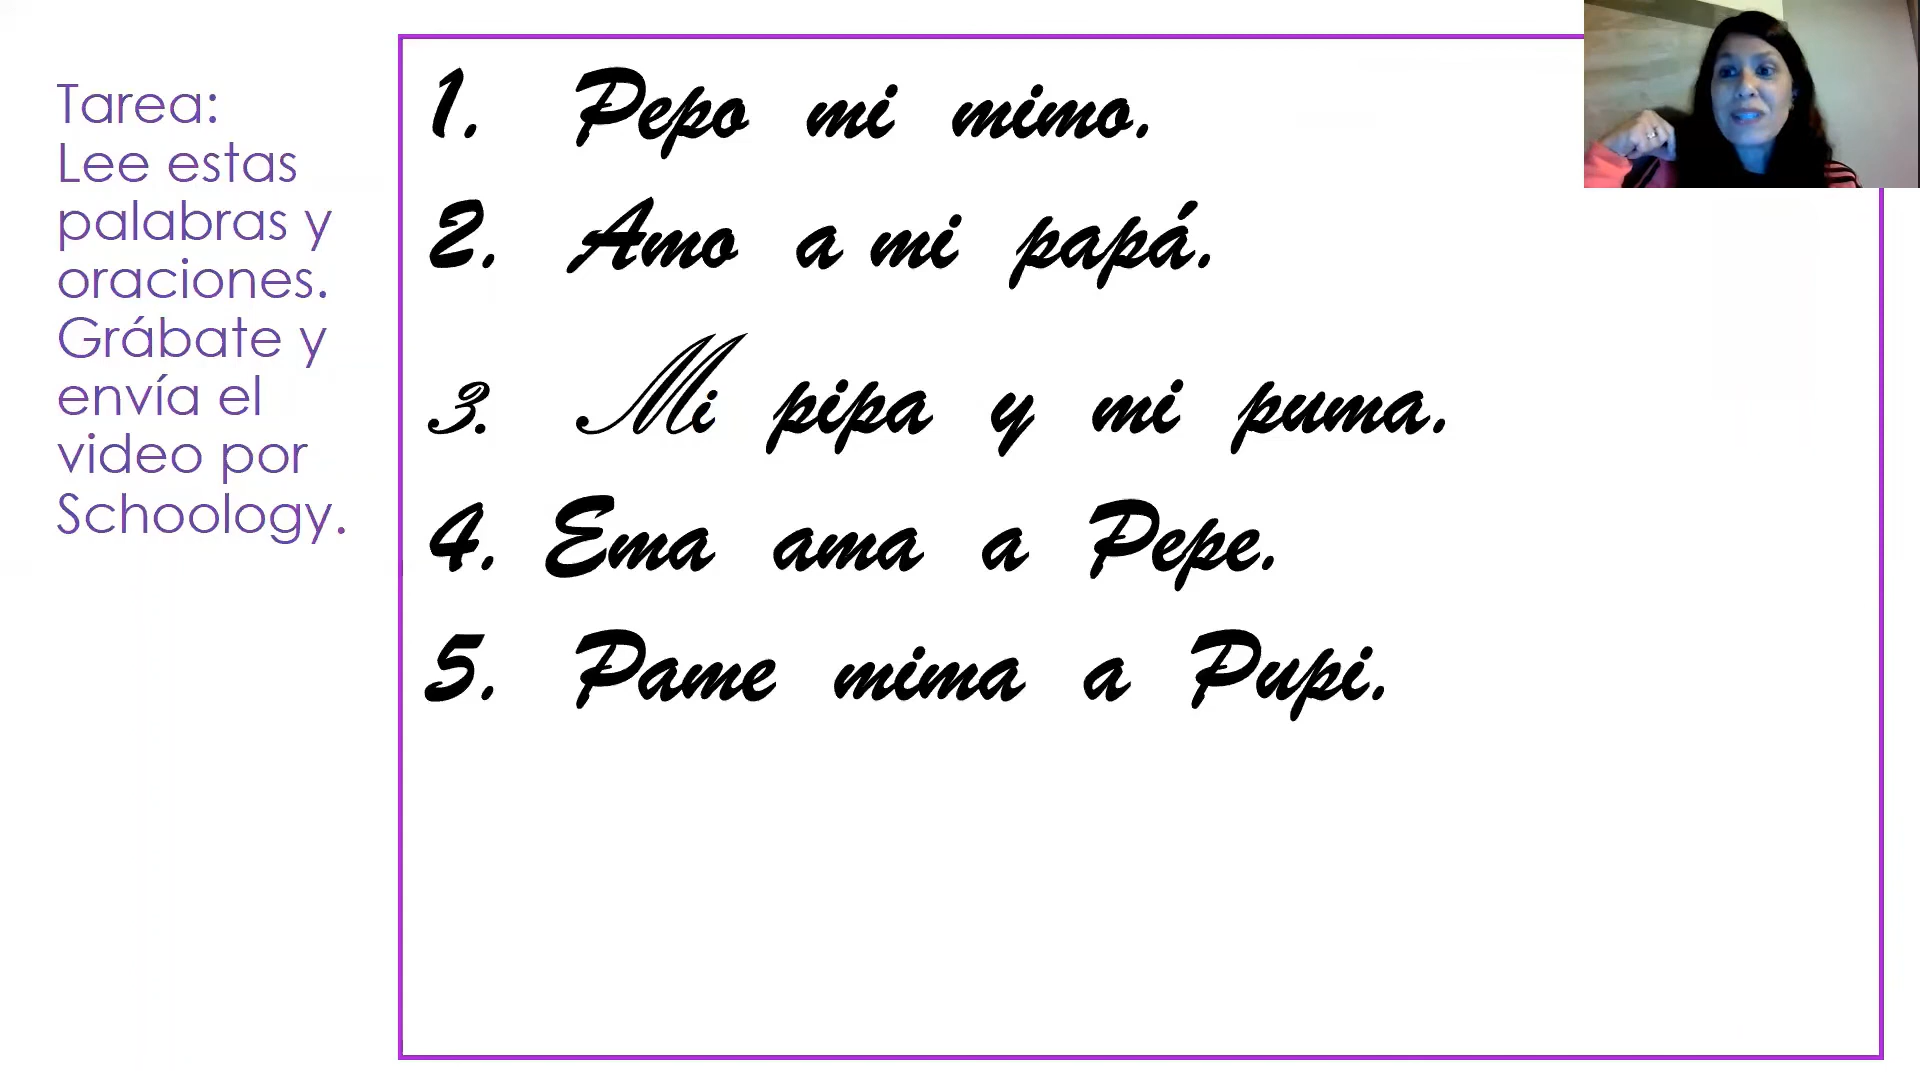 Tarea:
Lee estas
palabras y
oraciones.
Grábate y
envía el
video por
Schoology.
1. Pepo mi mimo.
2. Amo a mi papá.
3. Mi pipa y mi puma.
4. Ema ama a Pepe.
5. Pame mima a Pupi.